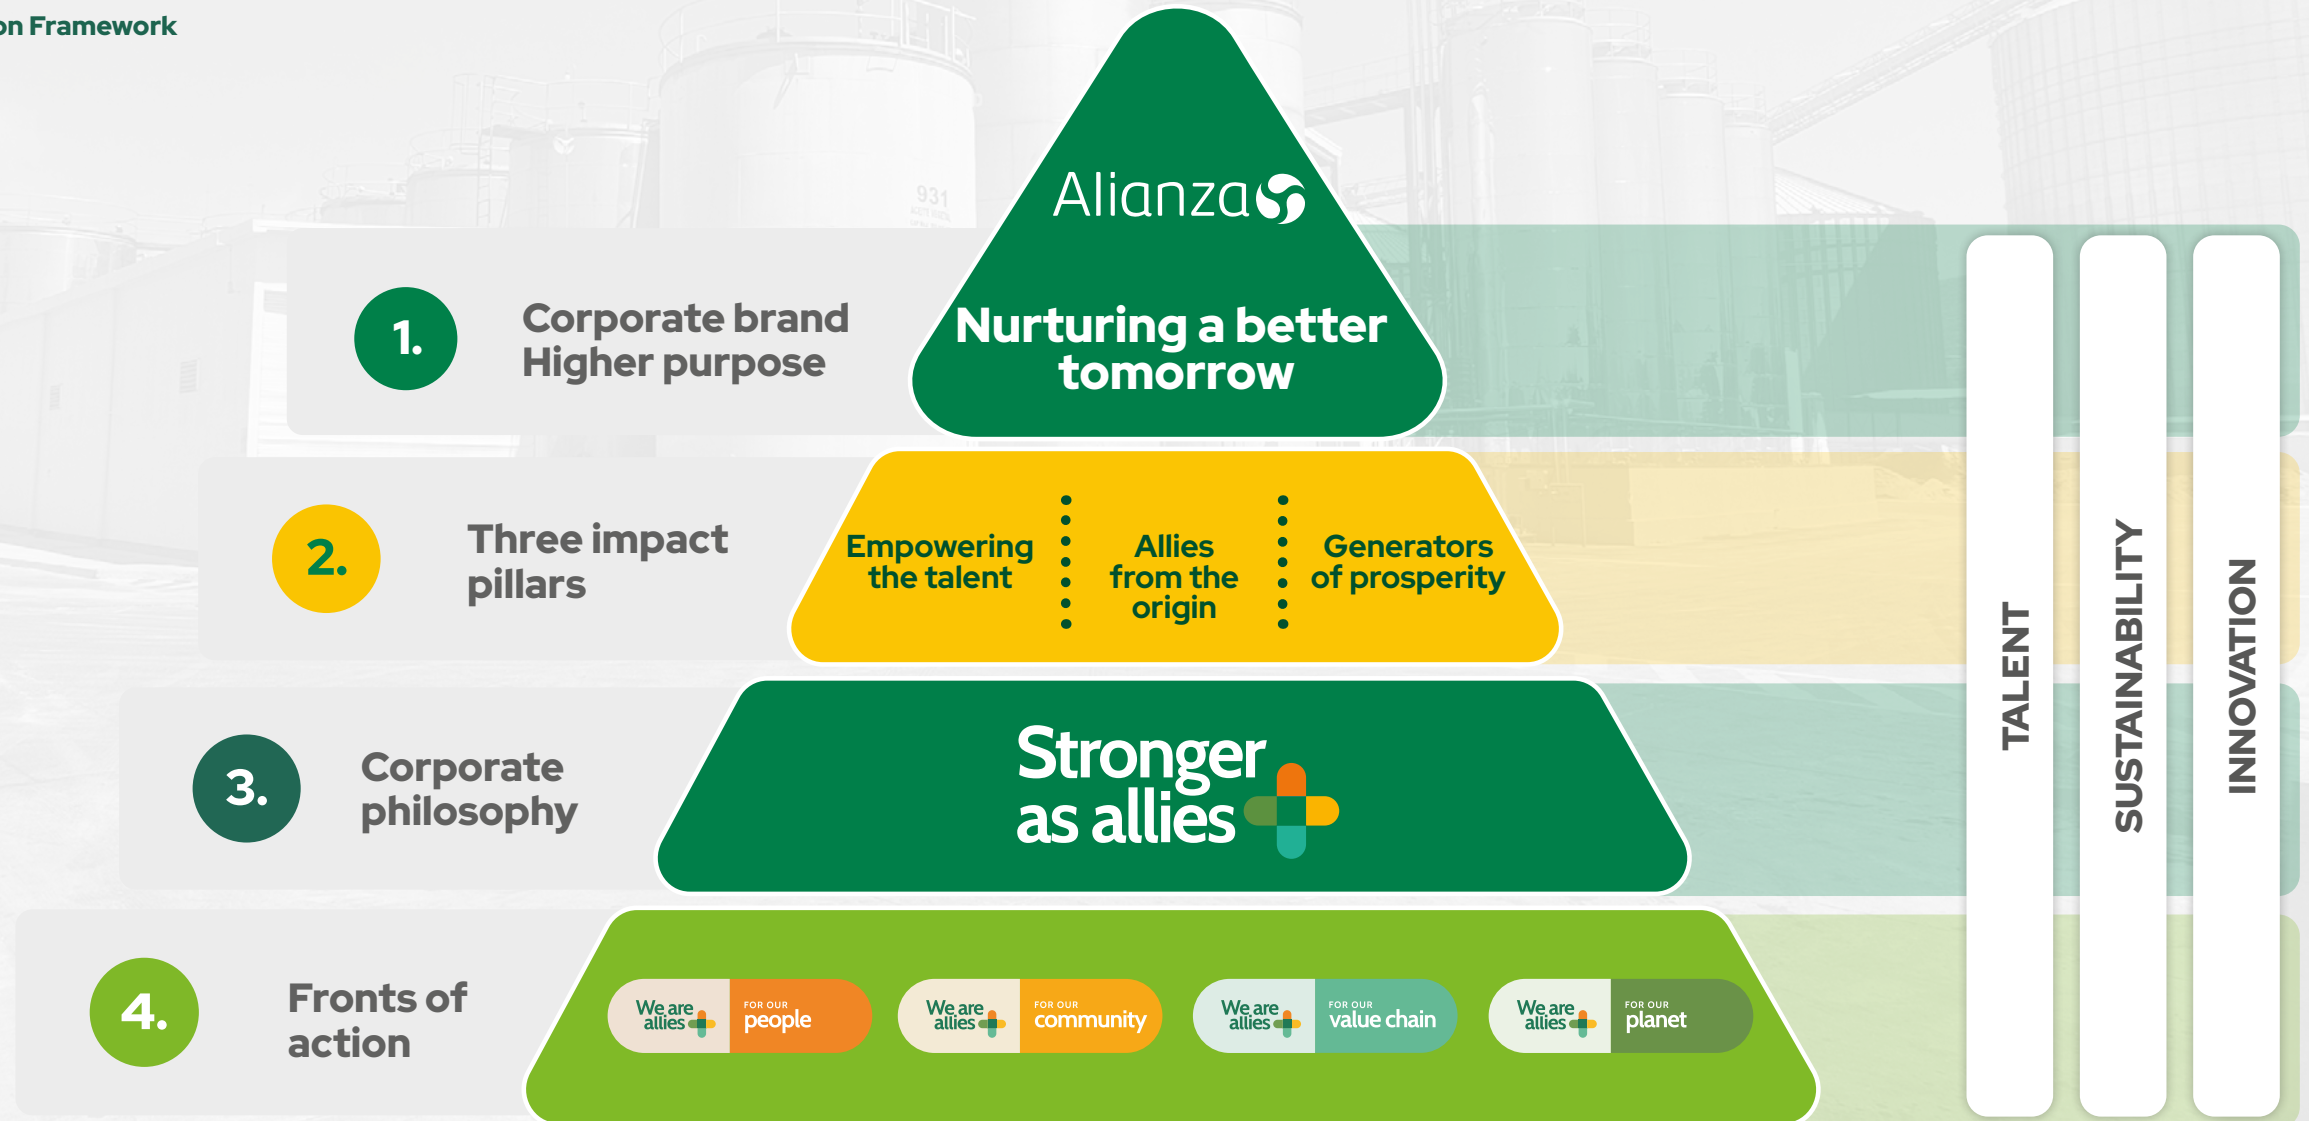 on Framework
931
Alianza
1.
Corporate brand
Higher purpose
Nurturing a better
tomorrow
2.
Three impact
pillars
Empowering
the talent
Allies
from the
origin
Generators
of prosperity
3.
Corporate
philosophy
Stronger
as allies
4.
Fronts of
action
We are
allies
FOR OUR
people
We are
allies
FOR OUR
community
We are
allies
FOR OUR
value chain
We are
allies
FOR OUR
planet
TALENT
SUSTAINABILITY
INNOVATION